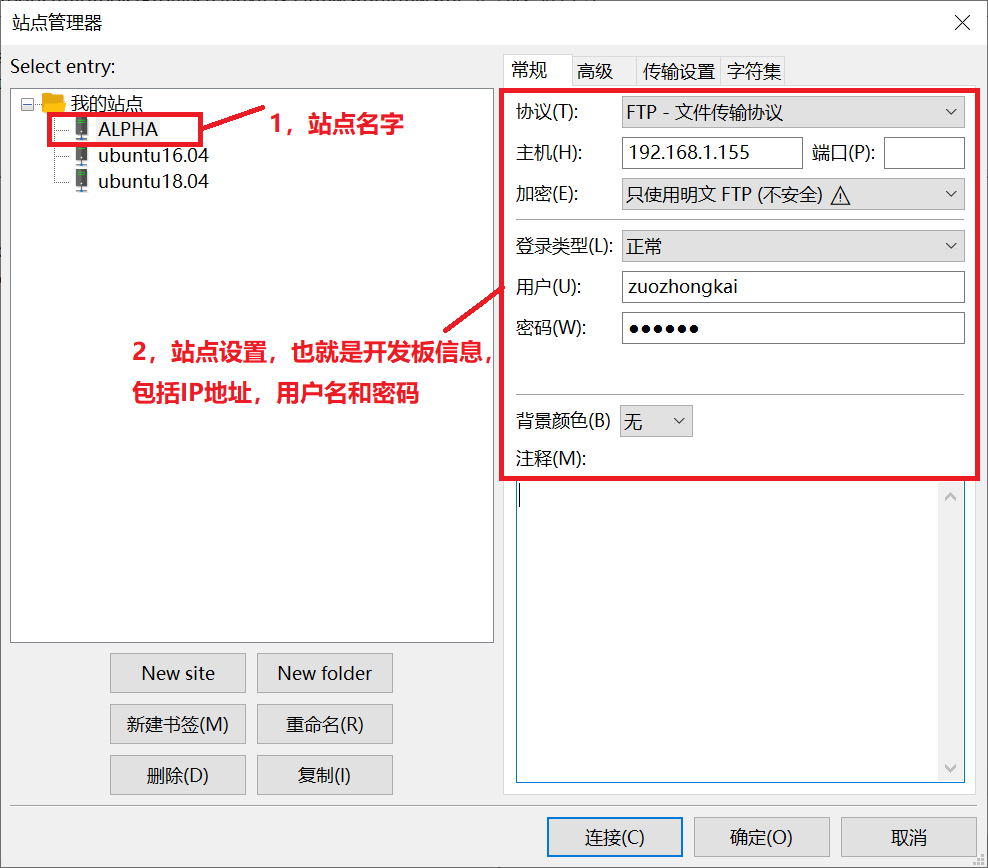 站点管理器
Select entry:
我的站点
ALPHA
ubuntu16.04
ubuntu18.04
1，站点名字
2，站点设置，也就是开发板信息，
包括IP地址，用户名和密码
New site
New folder
新建书签(M)
重命名(R)
删除(D)
复制(I)
常规
高级
传输设置
字符集
协议(T):
FTP - 文件传输协议
主机(H):
192.168.1.155
端口(P):
加密(E):
只使用明文 FTP (不安全)
登录类型(L):
正常
用户(U):
zuozhongkai
密码(W):
●●●●●●
背景颜色(B)
无
注释(M):
连接(C)
确定(O)
取消